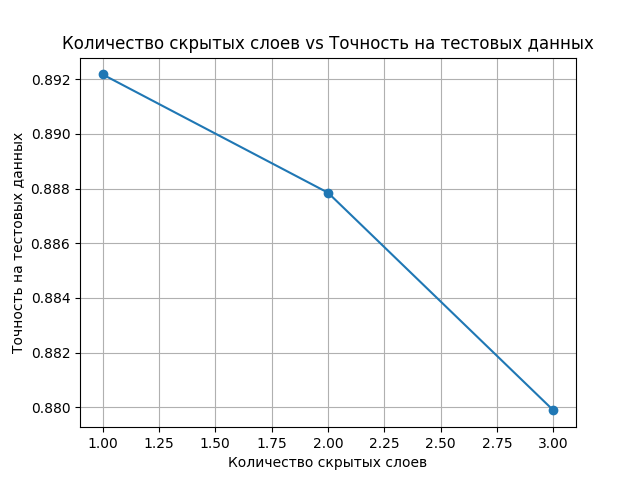 Количество скрытых слоев vs Точность на тестовых данных
0.892
0.890
0.888
0.886
0.884
0.882
0.880
Точность на тестовых данных
1.00 1.25 1.50 1.75 2.00 2.25 2.50 2.75 3.00
Количество скрытых слоев